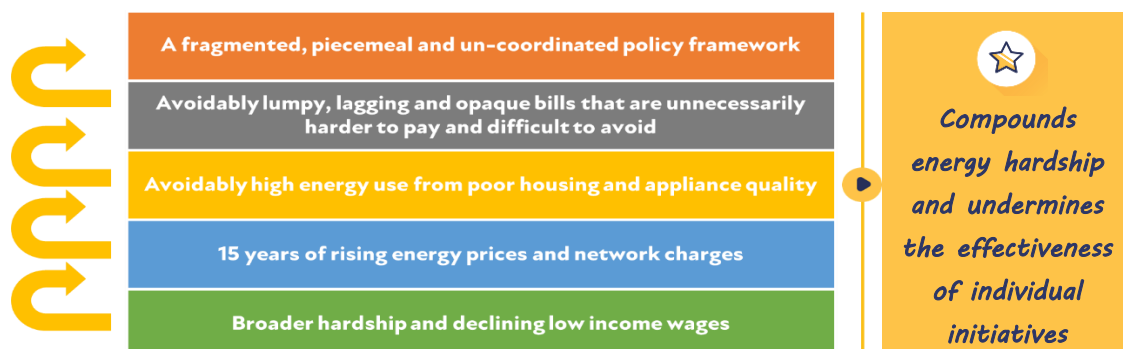 A fragmented, piecemeal and un-coordinated policy framework
Avoidably lumpy, lagging and opaque bills that are unnecessarily
harder to pay and difficult to avoid
Avoidably high energy use from poor housing and appliance quality
15 years of rising energy prices and network charges
Broader hardship and declining low income wages
Compounds
energy hardship
and undermines
the effectiveness
of individual
initiatives